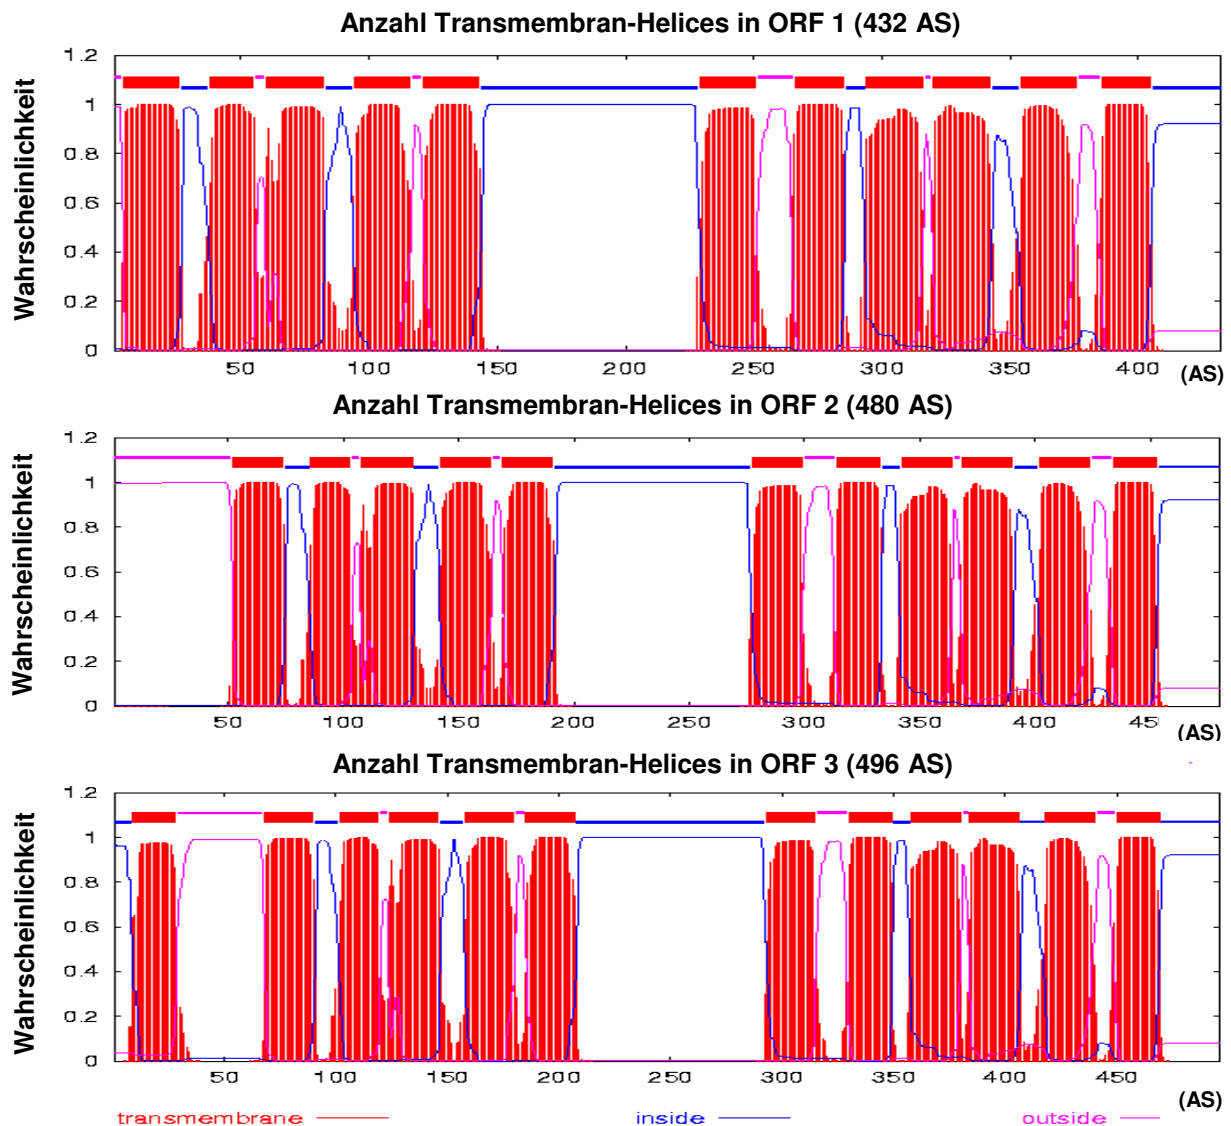 Anzahl Transmembran-Helices in ORF 1 (432 AS)
Wahrscheinlichkeit
1.2
1
0.8
0.6
0.4
0.2
0
50 100 150 200 250 300 350 400 (AS)
Anzahl Transmembran-Helices in ORF 2 (480 AS)
Wahrscheinlichkeit
1.2
1
0.8
0.6
0.4
0.2
0
50 100 150 200 250 300 350 400 45 (AS)
Anzahl Transmembran-Helices in ORF 3 (496 AS)
Wahrscheinlichkeit
1.2
1
0.8
0.6
0.4
0.2
0
50 100 150 200 250 300 350 400 450 (AS)
transmembrane inside outside